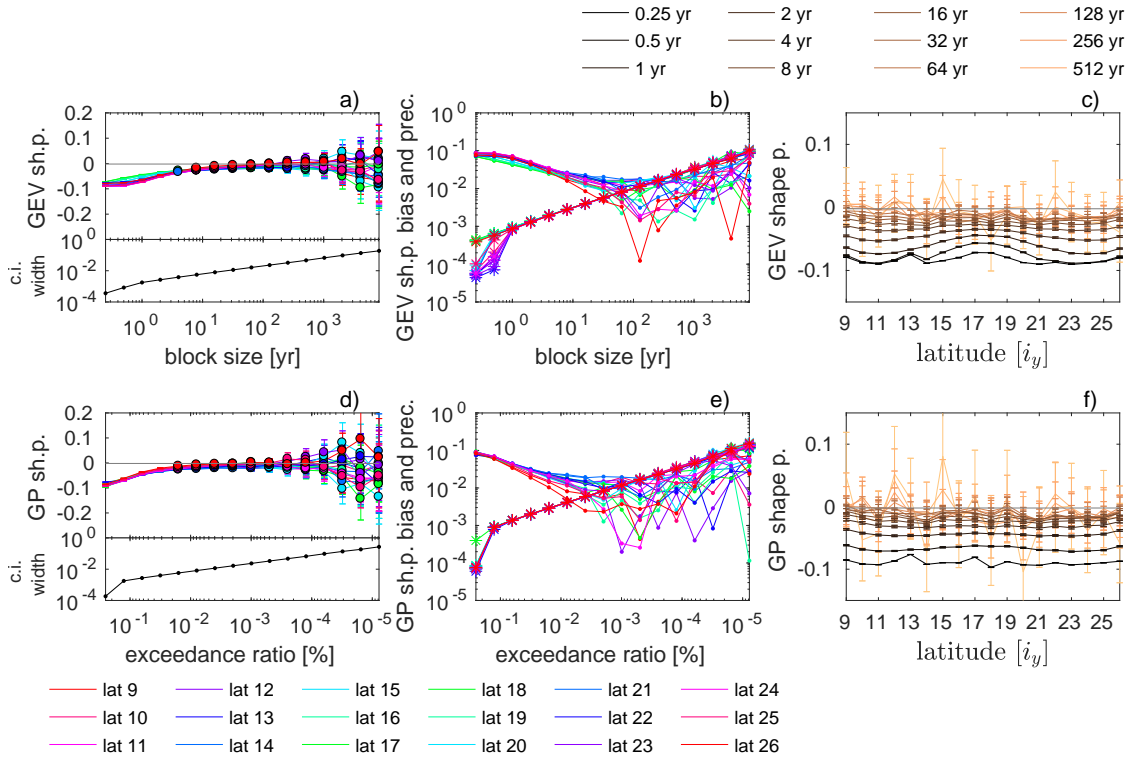 0.25 yr 2 yr 16 yr 128 yr
0.5 yr 4 yr 32 yr 256 yr
1 yr 8 yr 64 yr 512 yr
a) b) c)
GEV sh.p.
0.2
0.1
0
-0.1
-0.2
10^0
c.i.
width
10^0
10^-2
10^-4
10^0 10^1 10^2 10^3
block size [yr]
GEV sh.p. bias and prec.
10^0
10^-1
10^-2
10^-3
10^-4
10^-5
10^0 10^1 10^2 10^3
block size [yr]
GEV shape p.
0.1
0
-0.1
9 11 13 15 17 19 21 23 25
latitude [i_y]
d) e) f)
GP sh.p.
0.2
0.1
0
-0.1
-0.2
10^0
c.i.
width
10^-2
10^-4
10^-1 10^-2 10^-3 10^-4 10^-5
exceedance ratio [%]
GP sh.p. bias and prec.
10^0
10^-1
10^-2
10^-3
10^-4
10^-5
10^-1 10^-2 10^-3 10^-4 10^-5
exceedance ratio [%]
GP shape p.
0.1
0
-0.1
9 11 13 15 17 19 21 23 25
latitude [i_y]
lat 9 lat 12 lat 15 lat 18 lat 21 lat 24
lat 10 lat 13 lat 16 lat 19 lat 22 lat 25
lat 11 lat 14 lat 17 lat 20 lat 23 lat 26